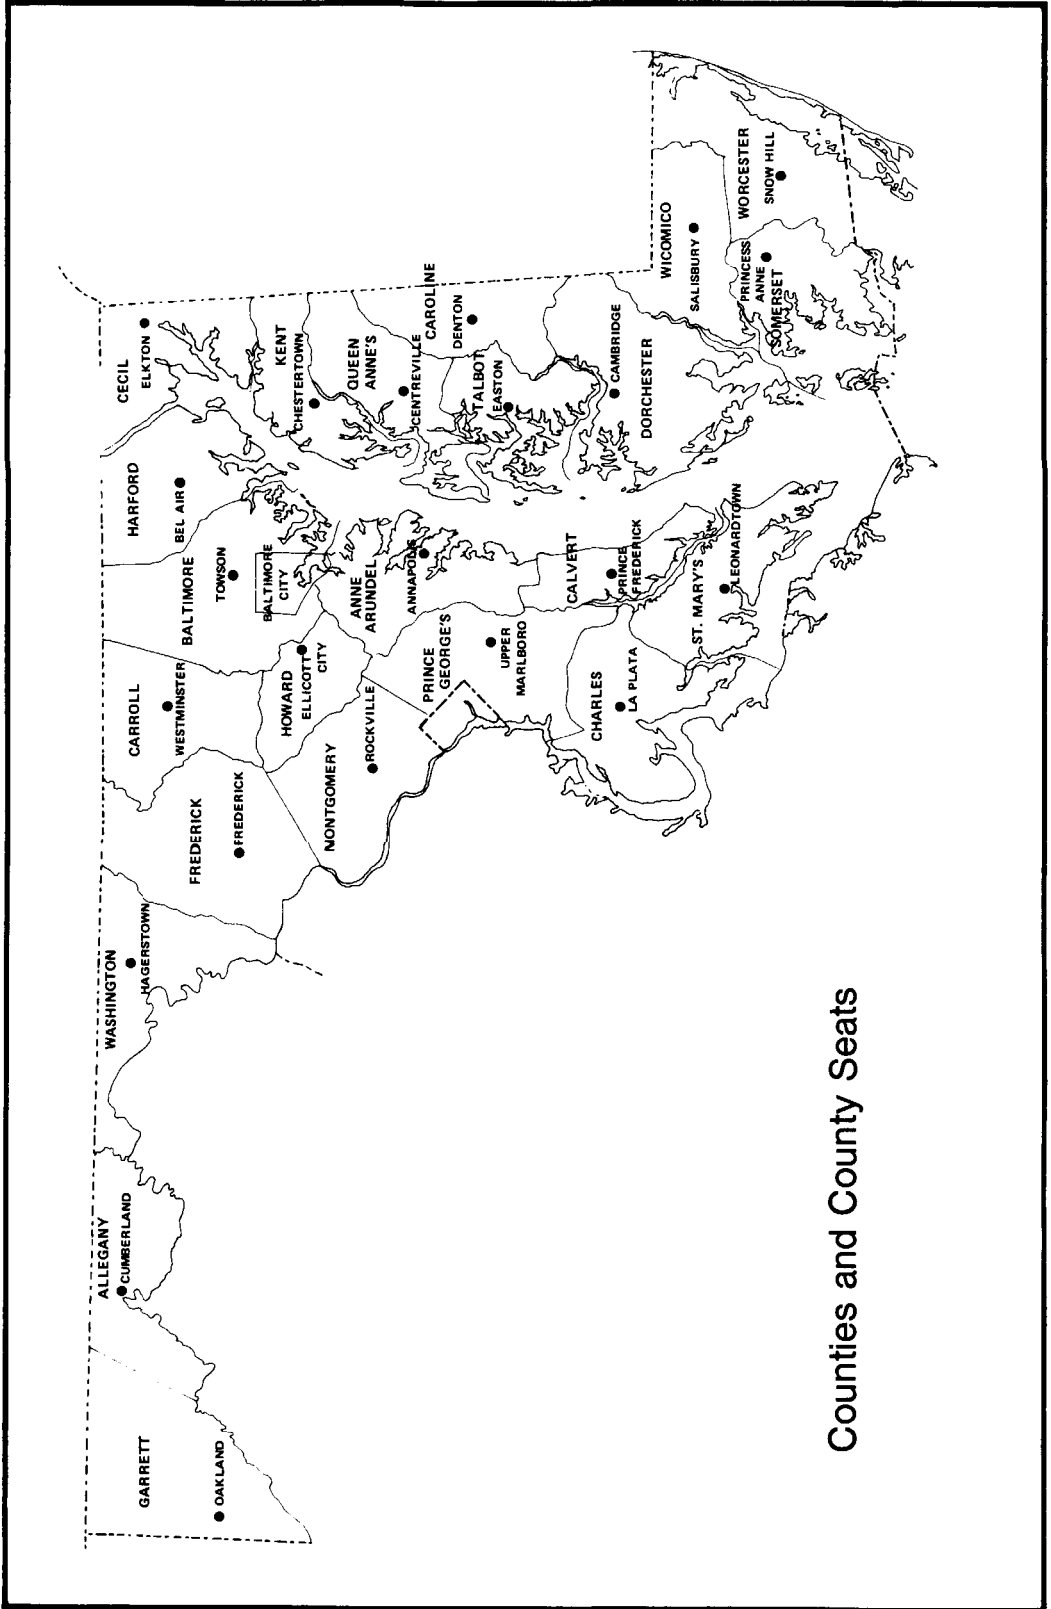 GARRETT
OAKLAND
ALLEGANY
CUMBERLAND
WASHINGTON
HAGERSTOWN
FREDERICK
FREDERICK
CARROLL
WESTMINSTER
BALTIMORE
TOWSON
BALTIMORE
CITY
HARFORD
BEL AIR
CECIL
ELKTON
KENT
CHESTERTOWN
QUEEN
ANNE'S
CENTREVILLE
CAROLINE
DENTON
TALBOT
EASTON
CAMBRIDGE
DORCHESTER
WICOMICO
SALISBURY
WORCESTER
SNOW HILL
PRINCESS
ANNE
SOMERSET
HOWARD
ELLICOTT
CITY
NONTGOMERY
ROCKVILLE
ANNE
ARUNDEL
ANNAPOLIS
PRINCE
GEORGE'S
UPPER
MARLBORO
CALVERT
PRINCE
FREDERICK
CHARLES
LA PLATA
ST. MARY'S
LEONARDTOWN
Counties and County Seats